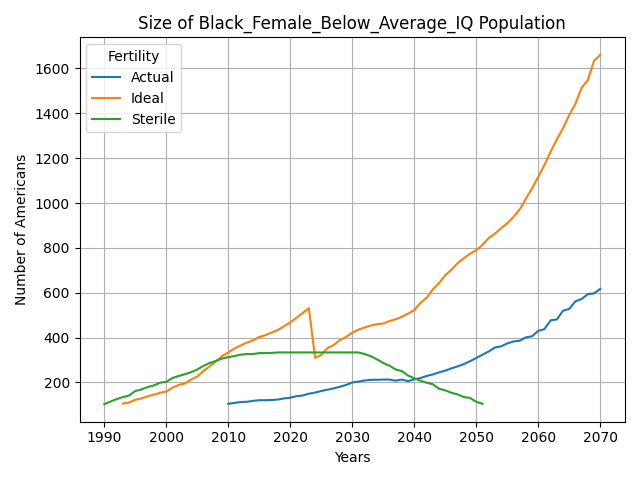 Size of Black_Female_Below_Average_IQ Population
Fertility
Actual
Ideal
Sterile
Number of Americans
1600
1400
1200
1000
800
600
400
200
1990 2000 2010 2020 2030 2040 2050 2060 2070
Years